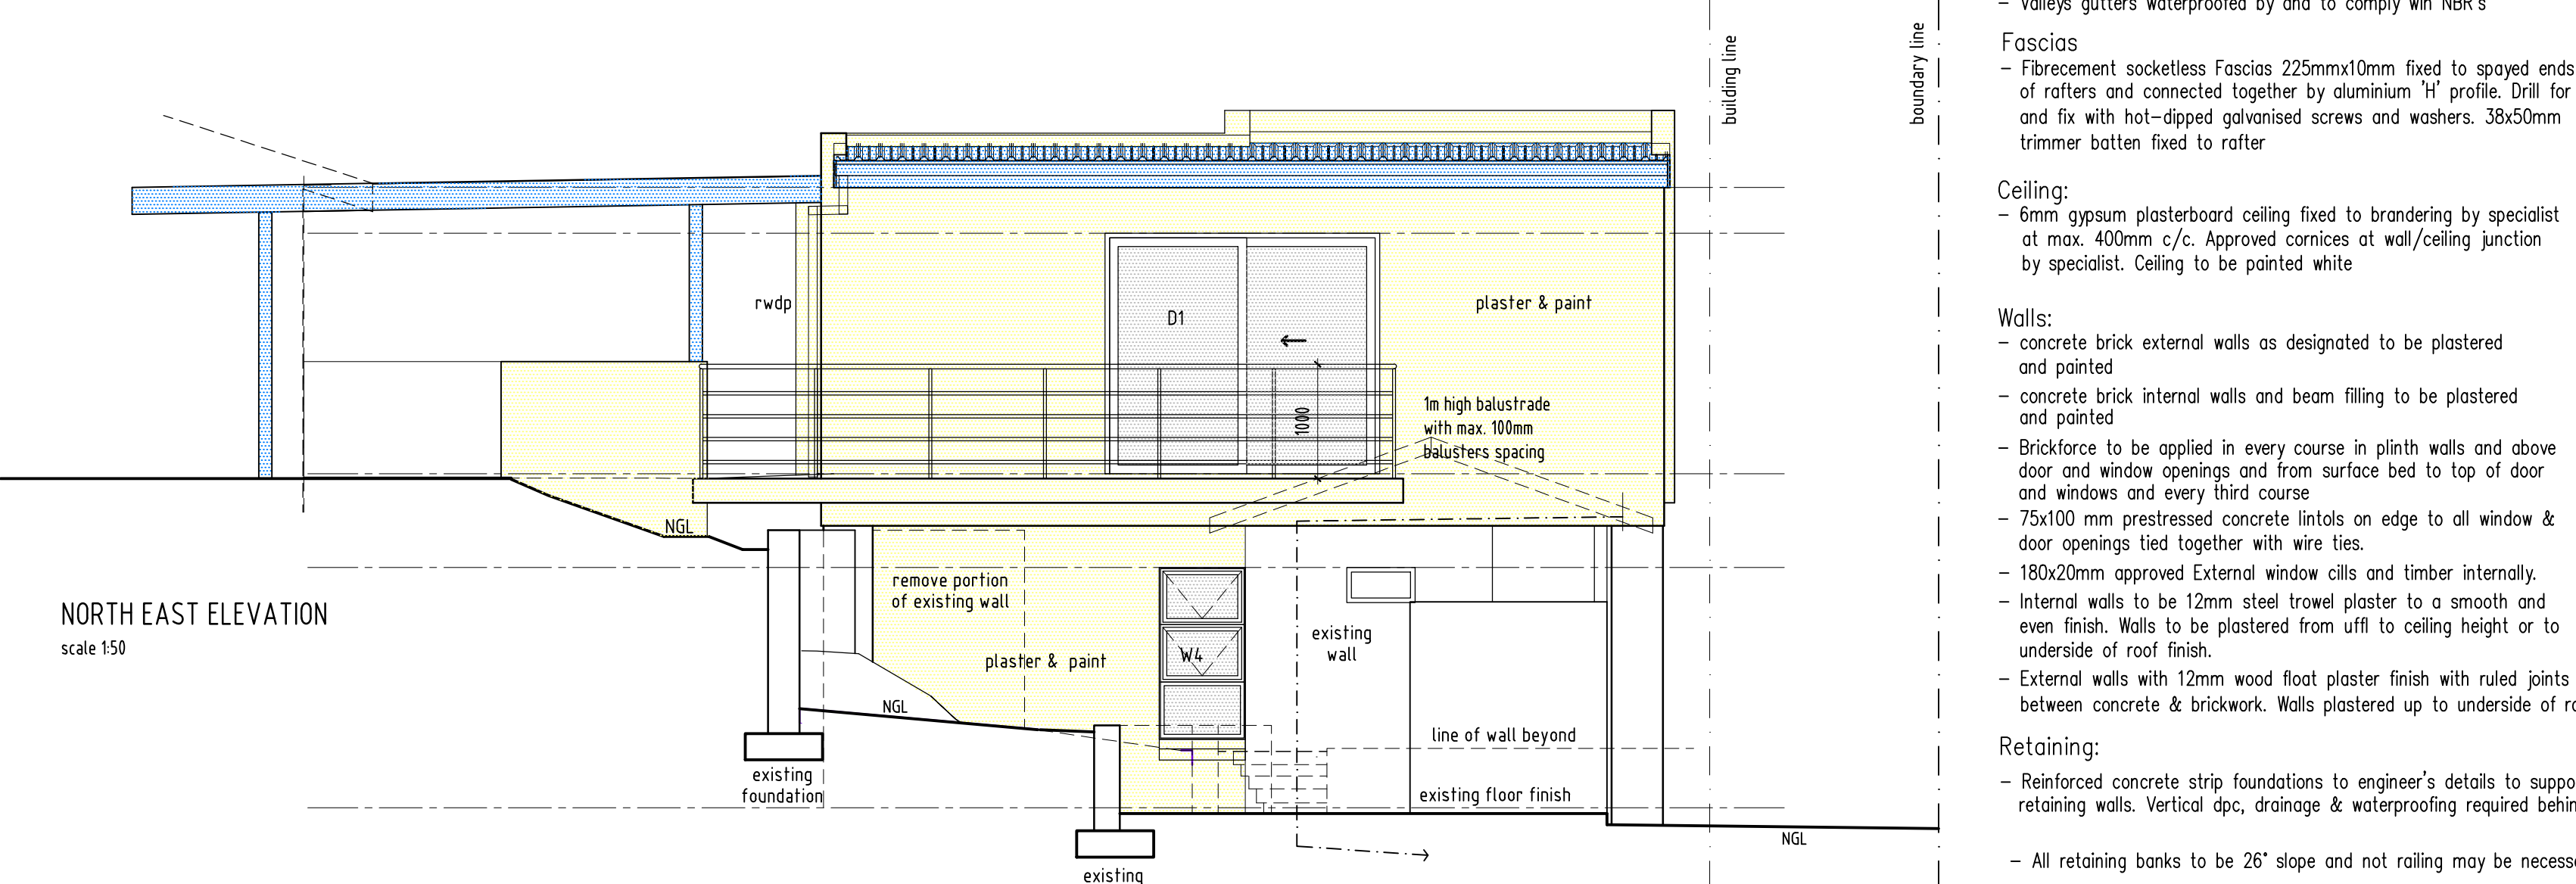 building line
boundary line
rwdp
D1
plaster & paint
1000
1m high balustrade
with max. 100mm
balusters spacing
NGL
NORTH EAST ELEVATION
scale 1:50
remove portion
of existing wall
plaster & paint
W4
existing
wall
NGL
line of wall beyond
existing
foundation
existing floor finish
NGL
existing
– Valleys gutters waterproofed by and to comply win NBR's
Fascias
– Fibrecement socketless Fascias 225mmx10mm fixed to spayed ends
of rafters and connected together by aluminium 'H' profile. Drill for
and fix with hot-dipped galvanised screws and washers. 38x50mm
trimmer batten fixed to rafter
Ceiling:
– 6mm gypsum plasterboard ceiling fixed to brandering by specialist
at max. 400mm c/c. Approved cornices at wall/ceiling junction
by specialist. Ceiling to be painted white
Walls:
– concrete brick external walls as designated to be plastered
and painted
– concrete brick internal walls and beam filling to be plastered
and painted
– Brickforce to be applied in every course in plinth walls and above
door and window openings and from surface bed to top of door
and windows and every third course
– 75x100 mm prestressed concrete lintols on edge to all window &
door openings tied together with wire ties.
– 180x20mm approved External window cills and timber internally.
– Internal walls to be 12mm steel trowel plaster to a smooth and
even finish. Walls to be plastered from uffl to ceiling height or to
underside of roof finish.
– External walls with 12mm wood float plaster finish with ruled joints
between concrete & brickwork. Walls plastered up to underside of
Retaining:
– Reinforced concrete strip foundations to engineer's details to
retaining walls. Vertical dpc, drainage & waterproofing required
– All retaining banks to be 26° slope and not railing may be